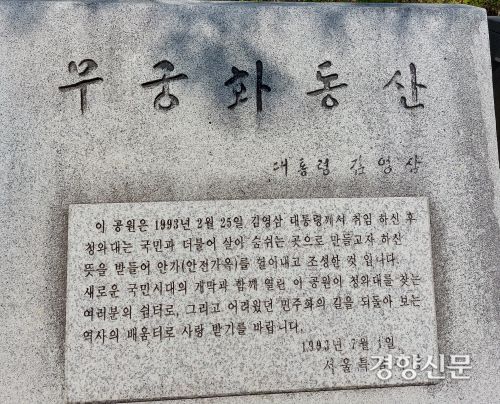 무궁화동산
대통령 김영삼
이 공원은 1993년 2월 25일 김영삼 대통령께서 취임 하신 후
청와대는 국민과 더불어 살아 숨쉬는 곳으로 만들고자 하신
뜻을 받들어 안가(안전가옥)를 헐어내고 조성한 것 입니다.
새로운 국민시대의 개막과 함께 열린 이 공원이 청와대를 찾는
여러분의 쉼터로, 그리고 어려웠던 민주화의 길을 되돌아 보는
역사의 배움터로 사랑 받기를 바랍니다.
1993년 7월 1일
서울특
경향신문